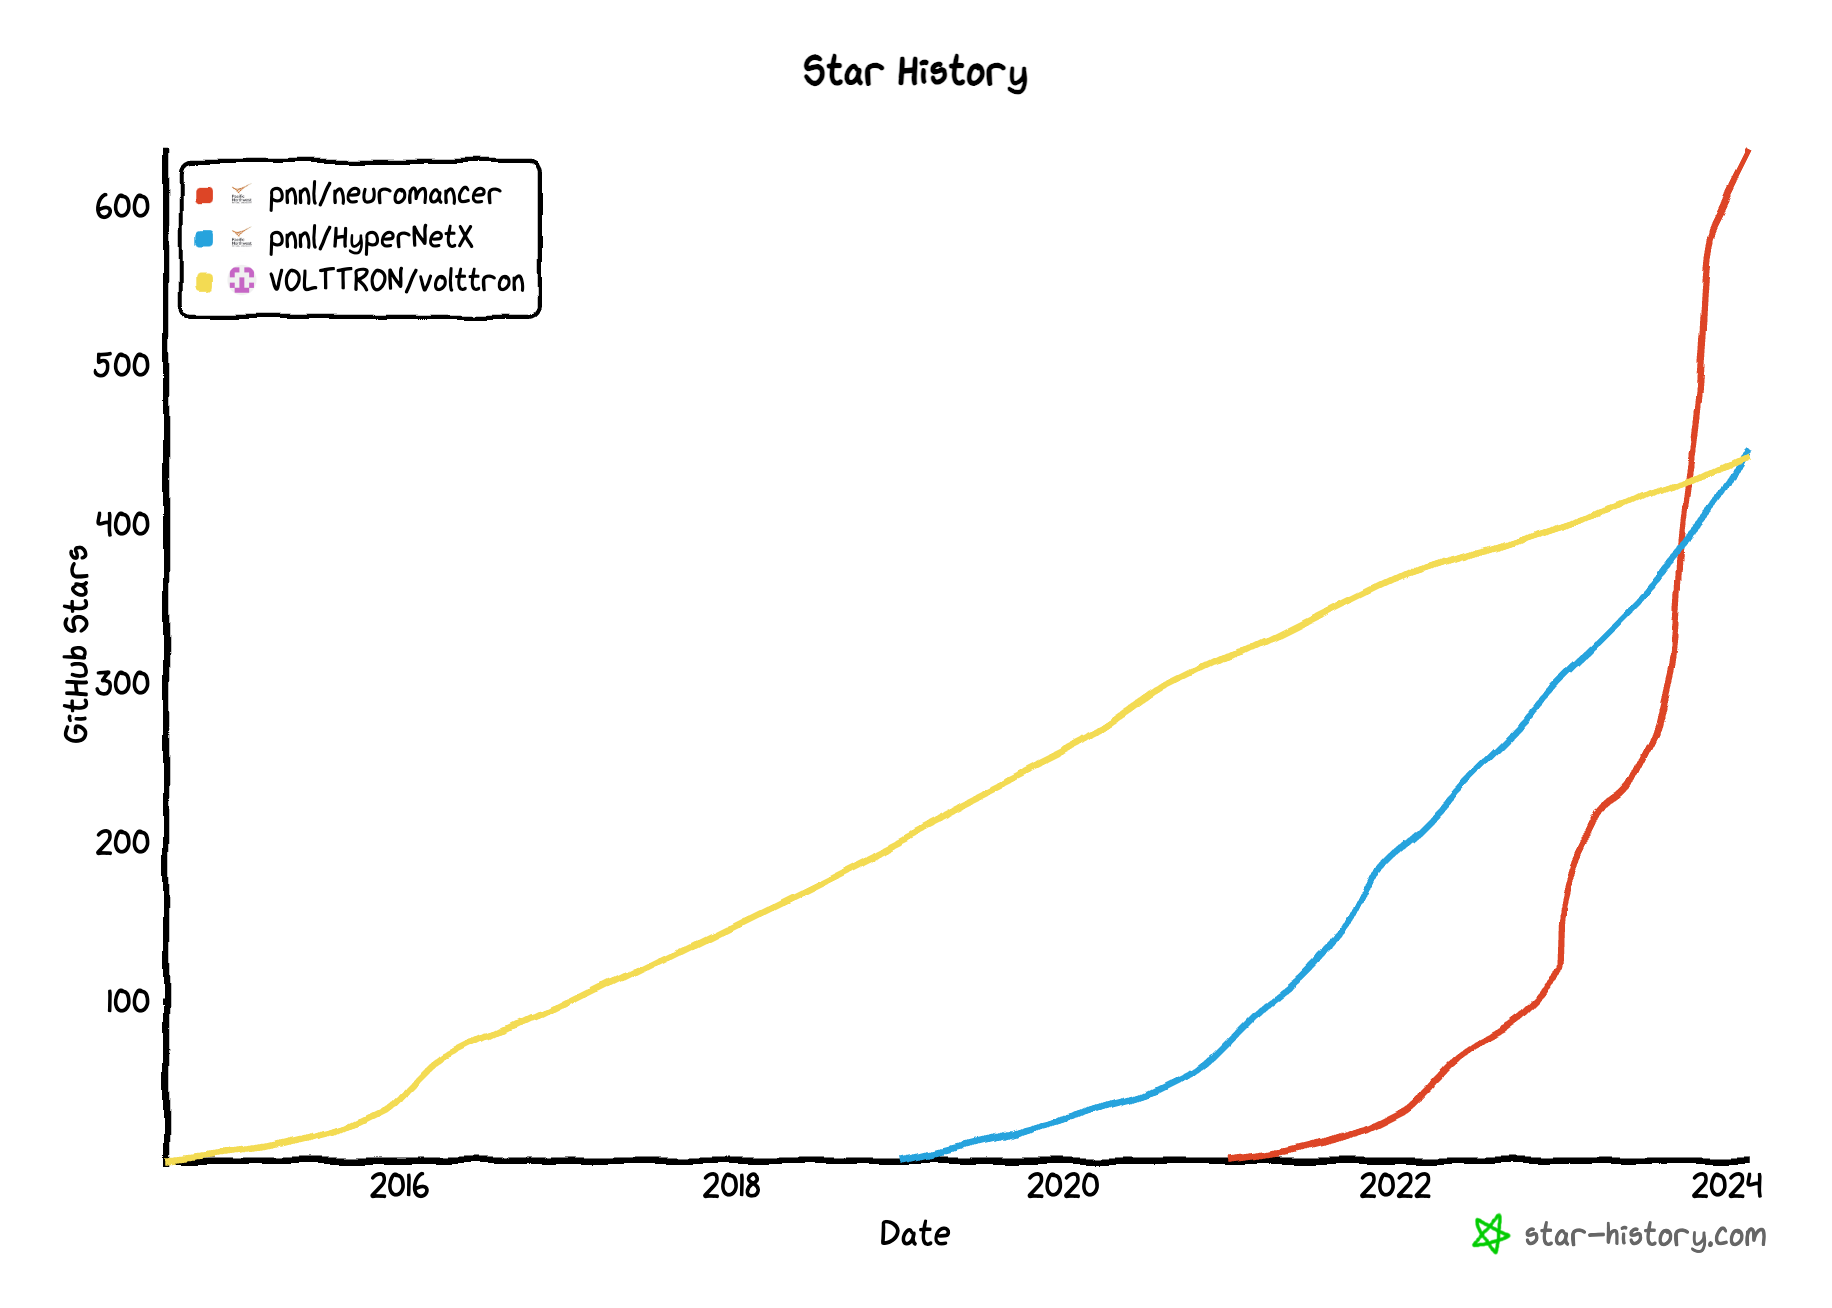 Star History
pnnl/neuromancer
pnnl/HyperNetX
VOLTTRON/volttron
600
500
400
300
200
100
GitHub Stars
2016 2018 2020 2022 2024
Date
star-history.com